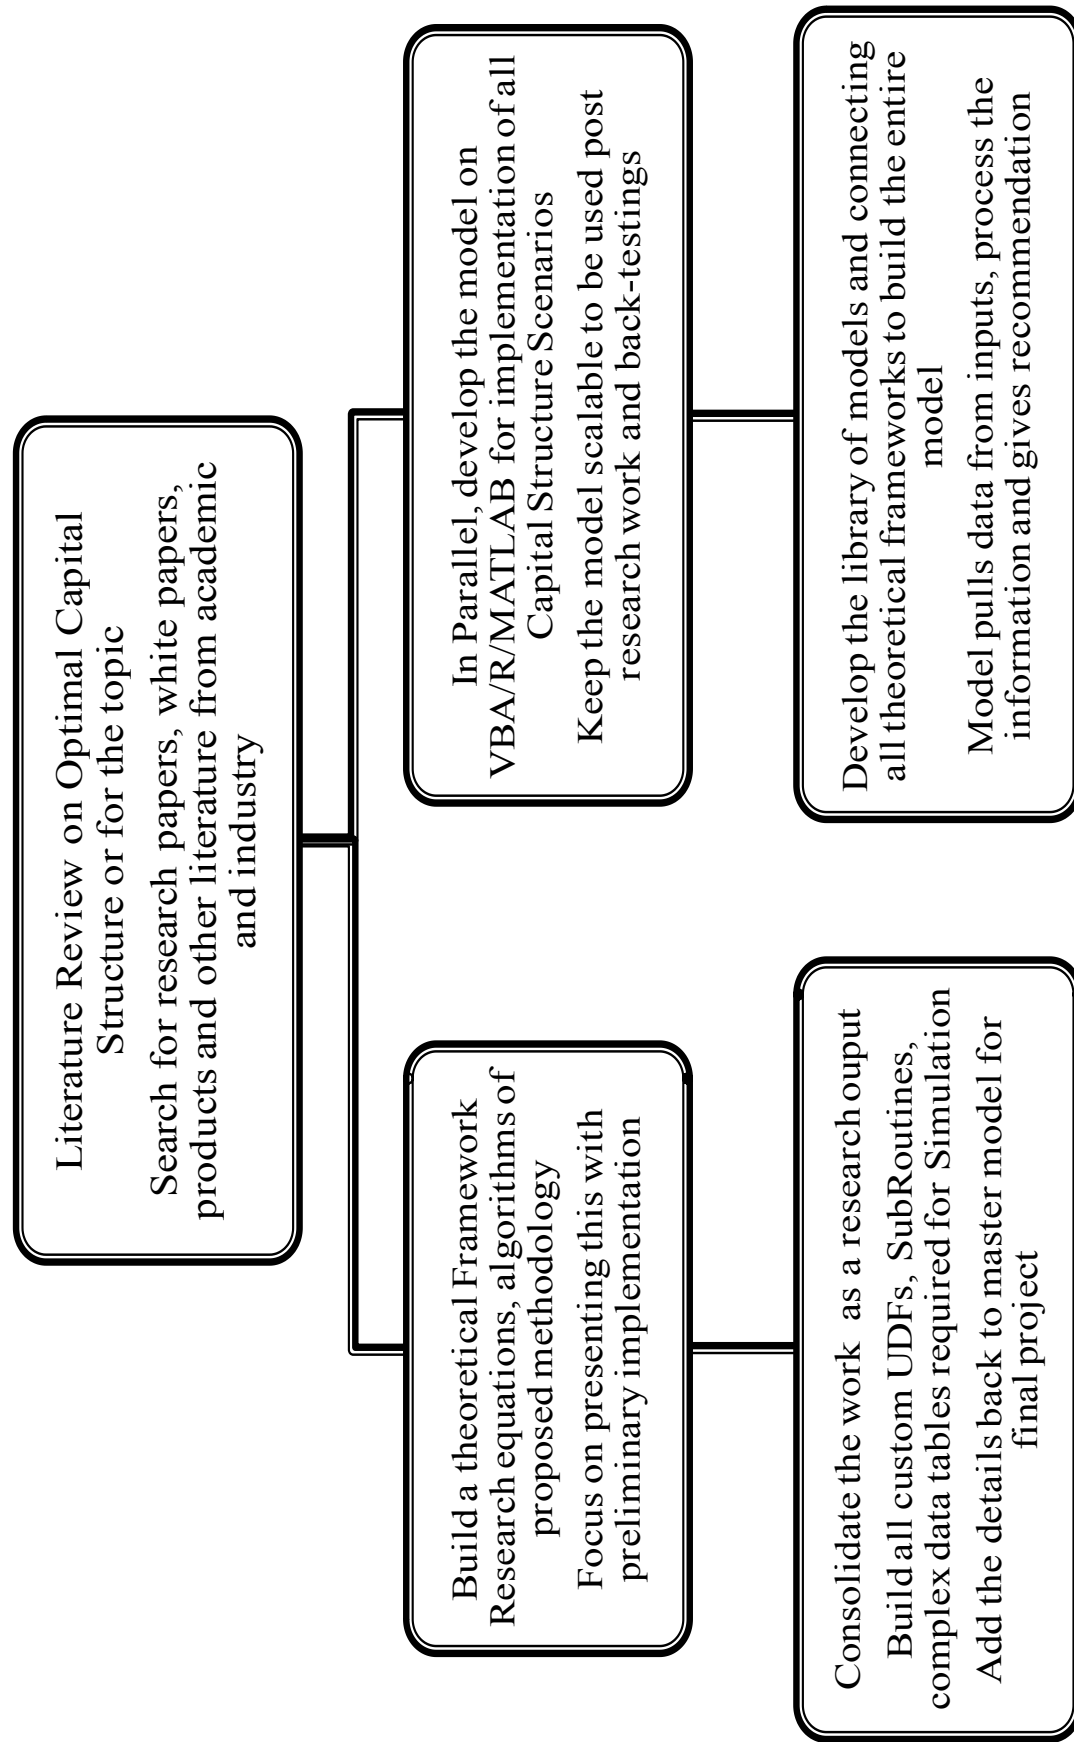 Literature Review on Optimal Capital
Structure or for the topic
Search for research papers, white papers,
products and other literature from academic
and industry
Build a theoretical Framework
Research equations, algorithms of
proposed methodology
Focus on presenting this with
preliminary implementation
In Parallel, develop the model on
VBA/R/MATLAB for implementation of all
Capital Structure Scenarios
Keep the model scalable to be used post
research work and back-testings
Consolidate the work as a research ouput
Build all custom UDFs, SubRoutines,
complex data tables required for Simulation
Add the details back to master model for
final project
Develop the library of models and connecting
all theoretical frameworks to build the entire
model
Model pulls data from inputs, process the
information and gives recommendation